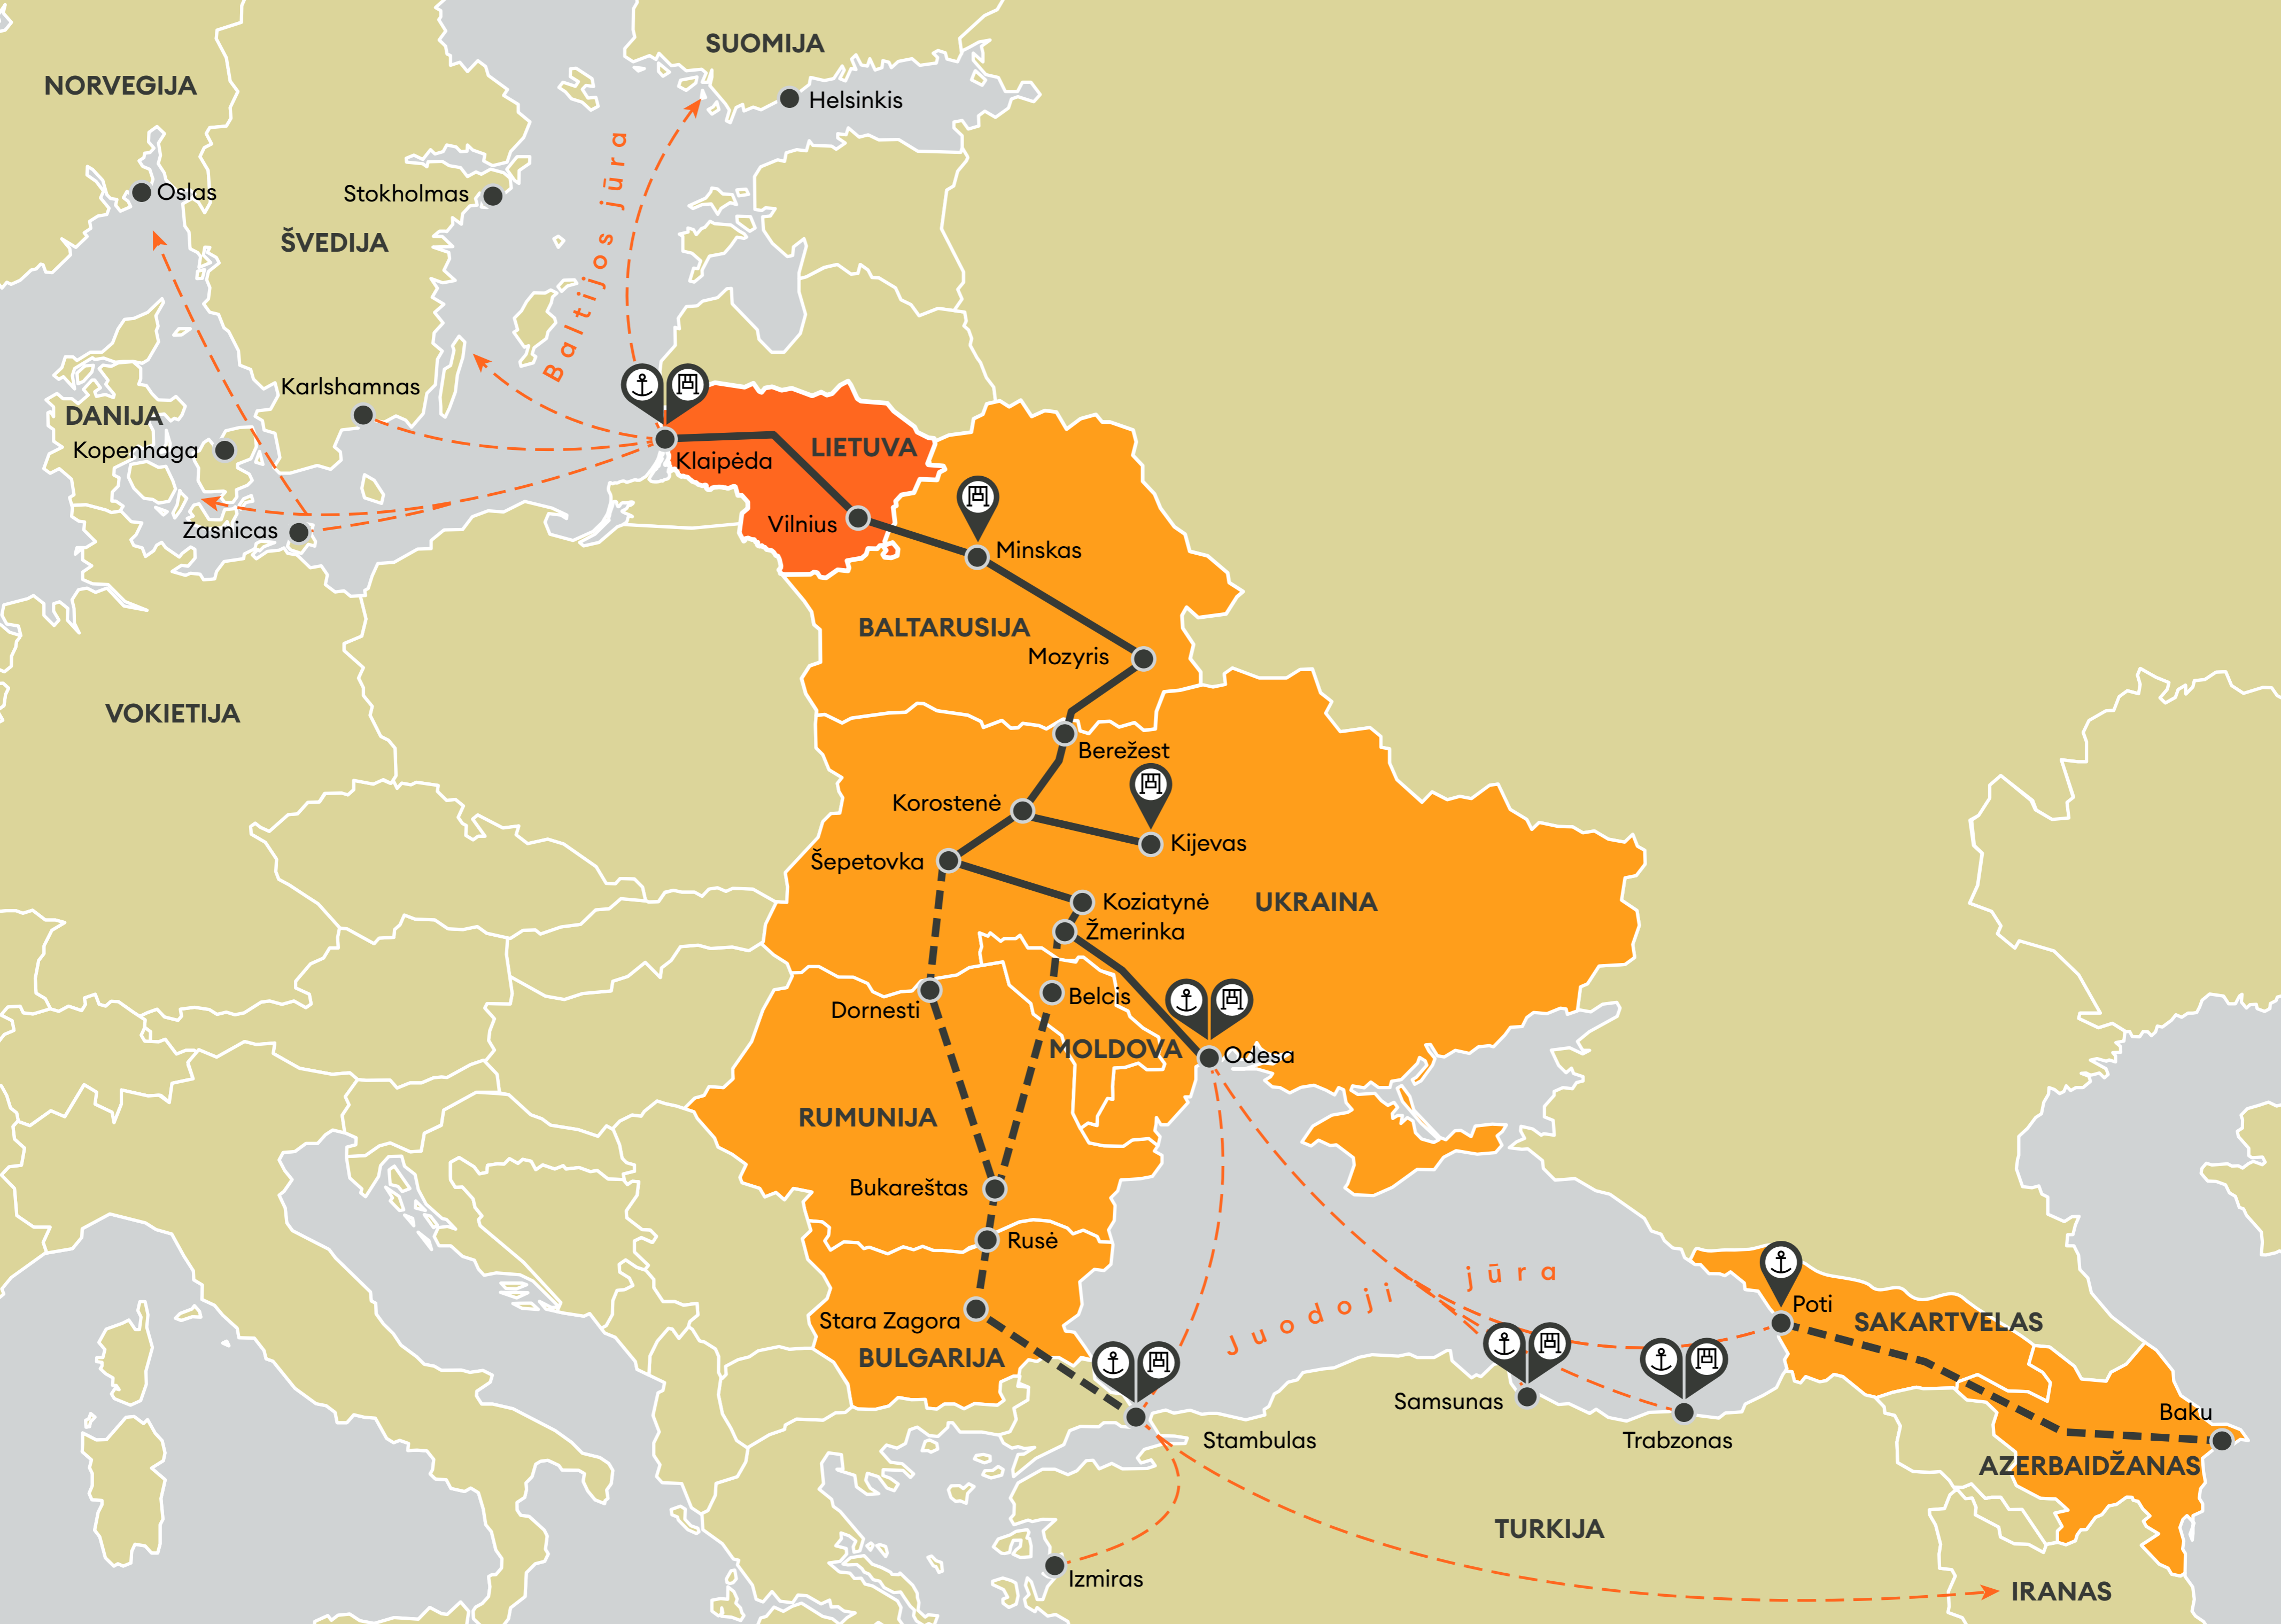 SUOMIJA
NORVEGIJA
Helsinkis
Oslas
Stokholmas
ŠVEDIJA
Baltijos jūra
Karlshamnas
DANIJA
Kopenhaga
LIETUVA
Klaipėda
Vilnius
Zasnicas
Minskas
BALTARUSIJA
Mozyris
VOKIETIJA
Berežest
Korostenė
Kijevas
Šepetovka
Koziatynė
UKRAINA
Žmerinka
Belcis
Dornesti
MOLDOVA
Odesa
RUMUNIJA
Bukareštas
Rusė
Juodoji jūra
Poti
Stara Zagora
SAKARTVELAS
BULGARIJA
Samsunas
Baku
Stambulas
Trabzonas
AZERBAIDŽANAS
TURKIJA
Izmiras
IRANAS